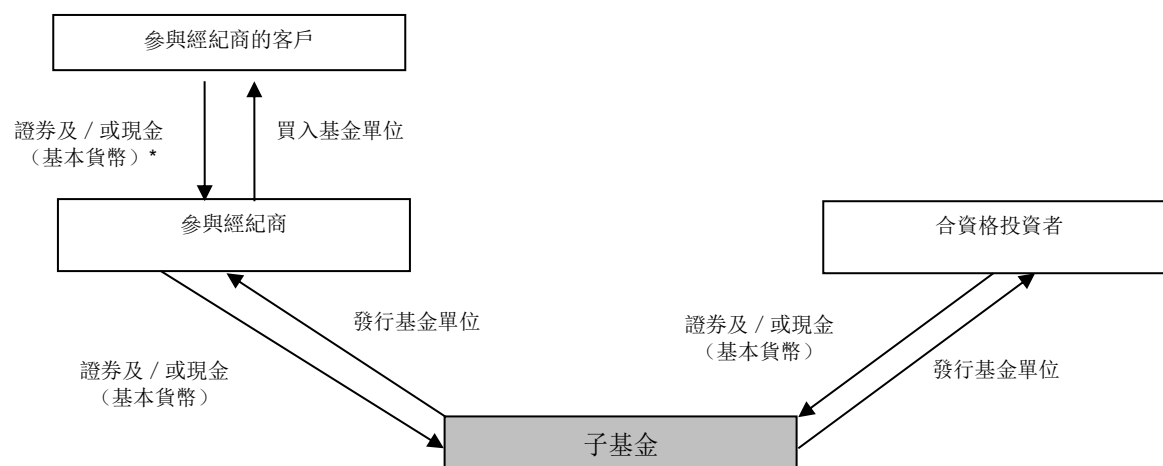 參與經紀商的客戶
證券及 / 或現金
（基本貨幣）*
買入基金單位
參與經紀商
合資格投資者
發行基金單位
證券及 / 或現金
（基本貨幣）
證券及 / 或現金
（基本貨幣）
發行基金單位
子基金